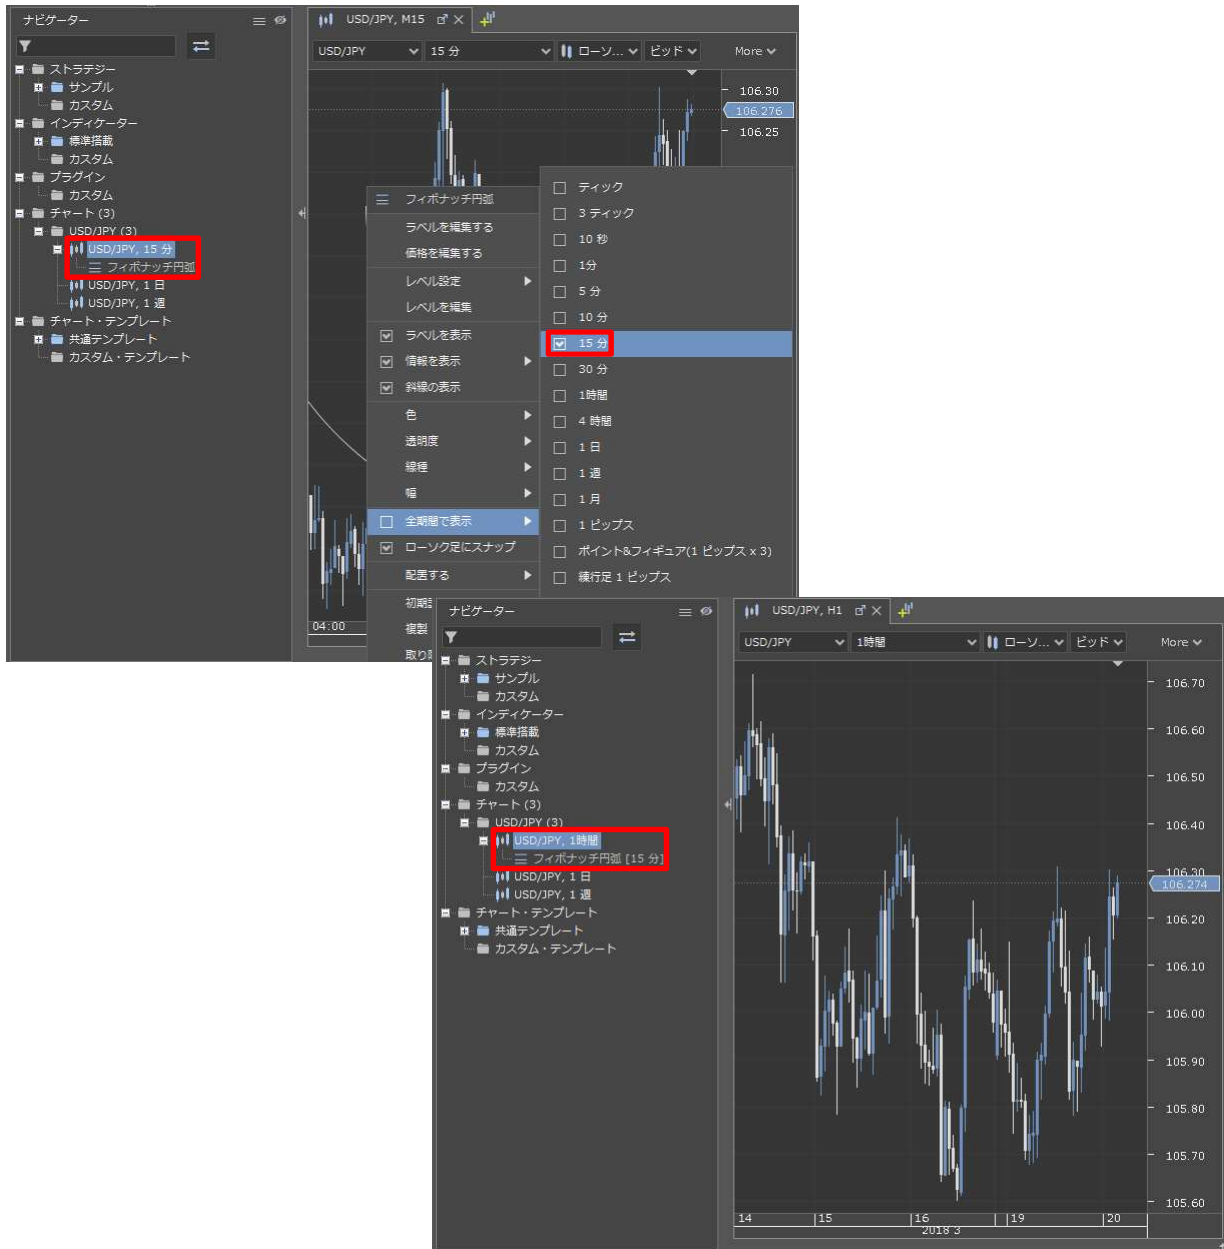 ナビゲーター
USD/JPY, M15
USD/JPY
15 分
ローソ...
ビッド
More
ストラテジー
サンプル
カスタム
インディケーター
標準搭載
カスタム
プラグイン
カスタム
チャート (3)
USD/JPY (3)
USD/JPY, 15 分
フィボナッチ円弧
USD/JPY, 1 日
USD/JPY, 1 週
チャート・テンプレート
共通テンプレート
カスタム・テンプレート
106.30
106.276
106.25
フィボナッチ円弧
ラベルを編集する
価格を編集する
レベル設定
レベルを編集
ラベルを表示
情報を表示
斜線の表示
色
透明度
線種
幅
全期間で表示
ローソク足にスナップ
配置する
複製
ティック
3 ティック
10 秒
1分
5 分
10 分
15 分
30 分
1時間
4 時間
1 日
1 週
1 月
1 ピップス
ポイント&フィギュア(1 ピップス x 3)
練行足 1 ピップス
04:00
ナビゲーター
USD/JPY, H1
USD/JPY
1時間
ローソ...
ビッド
More
ストラテジー
サンプル
カスタム
インディケーター
標準搭載
カスタム
プラグイン
カスタム
チャート (3)
USD/JPY (3)
USD/JPY, 1時間
フィボナッチ円弧 [15 分]
USD/JPY, 1 日
USD/JPY, 1 週
チャート・テンプレート
共通テンプレート
カスタム・テンプレート
106.70
106.60
106.50
106.40
106.30
106.274
106.20
106.10
106.00
105.90
105.80
105.70
105.60
14
15
16
19
20
2018 3